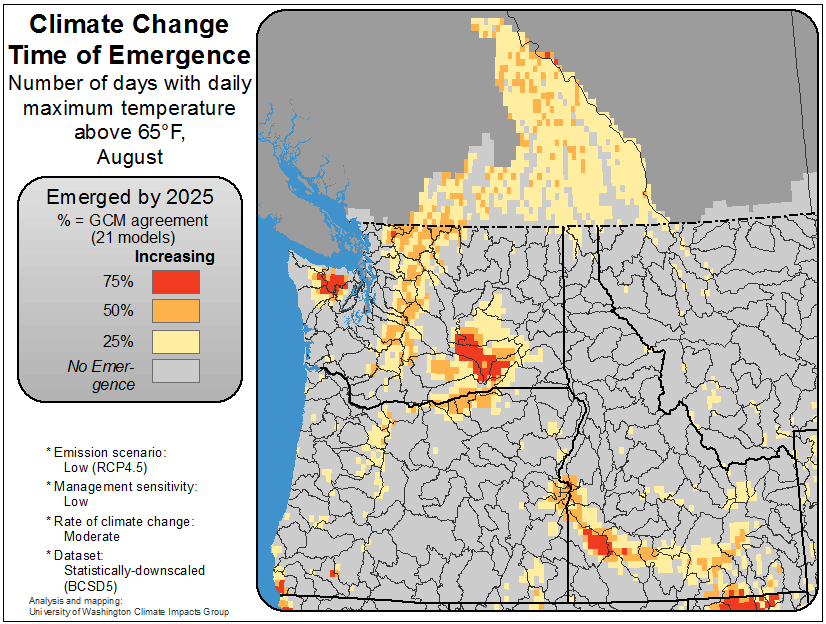 Climate Change
Time of Emergence
Number of days with daily
maximum temperature
above 65°F,
August
Emerged by 2025
% = GCM agreement
(21 models)
Increasing
75%
50%
25%
No Emer-
gence
* Emission scenario:
Low (RCP4.5)
* Management sensitivity:
Low
* Rate of climate change:
Moderate
* Dataset:
Statistically-downscaled
(BCSD5)
Analysis and mapping:
University of Washington Climate Impacts Group